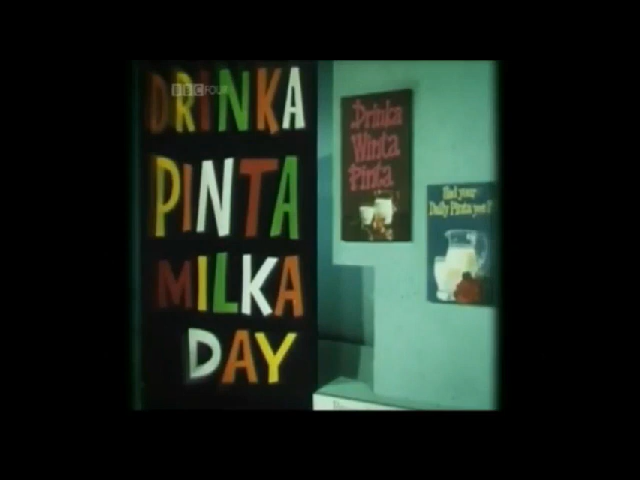 DRINKA
PINTA
MILKA
DAY
BBC FOUR
Drinka
Winta
Pinta
Had your
Daily Pinta yet?